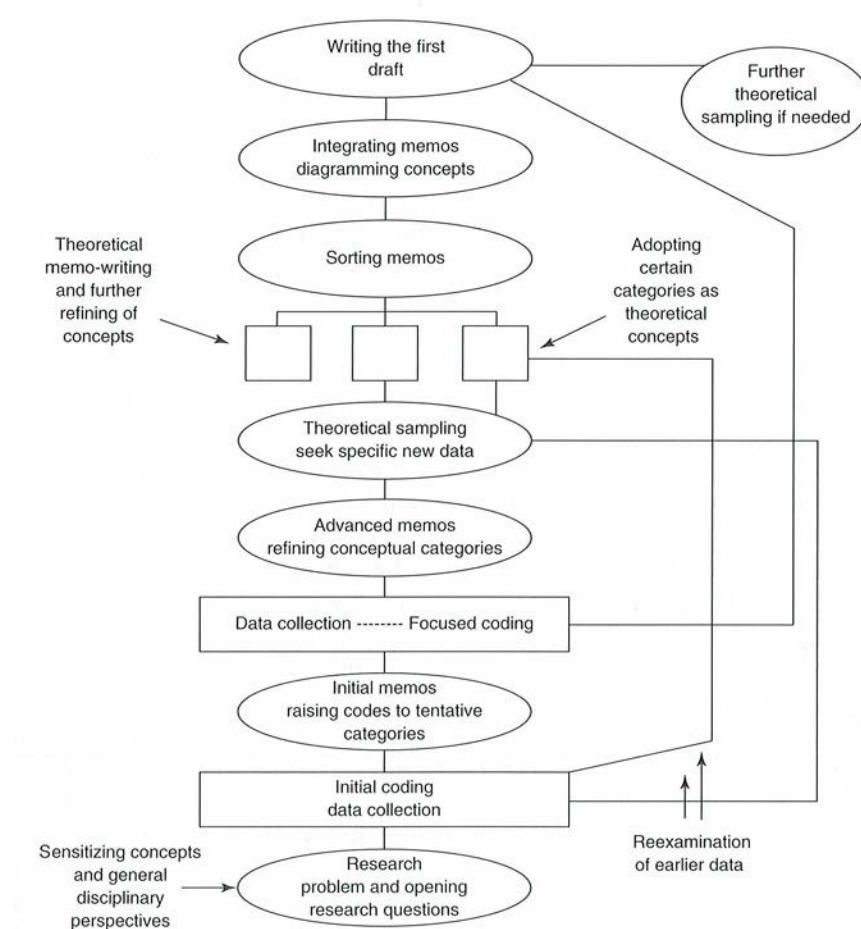 Writing the first
draft
Further
theoretical
sampling if needed
Integrating memos
diagramming concepts
Theoretical
memo-writing
and further
refining of
concepts
Sorting memos
Adopting
certain
categories as
theoretical
concepts
Theoretical sampling
seek specific new data
Advanced memos
refining conceptual categories
Data collection -------- Focused coding
Initial memos
raising codes to tentative
categories
Initial coding
data collection
Reexamination
of earlier data
Sensitizing concepts
and general
disciplinary
perspectives
Research
problem and opening
research questions